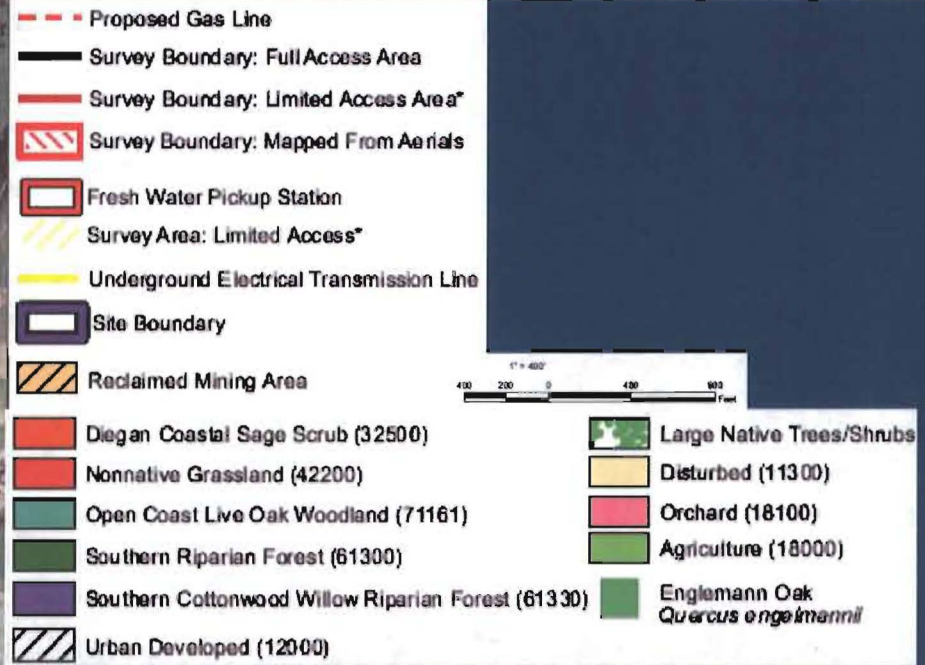 Proposed Gas Line
Survey Boundary: Full Access Area
Survey Boundary: Limited Access Area*
Survey Boundary: Mapped From Aerials
Fresh Water Pickup Station
Survey Area: Limited Access*
Underground Electrical Transmission Line
Site Boundary
Reclaimed Mining Area
1" = 400'
400 200 0 400 800
Feet
Diegan Coastal Sage Scrub (32500)
Nonnative Grassland (42200)
Open Coast Live Oak Woodland (71161)
Southern Riparian Forest (61300)
Southern Cottonwood Willow Riparian Forest (61330)
Urban Developed (12000)
Large Native Trees/Shrubs
Disturbed (11300)
Orchard (18100)
Agriculture (18000)
Englemann Oak
Quercus engelmannii